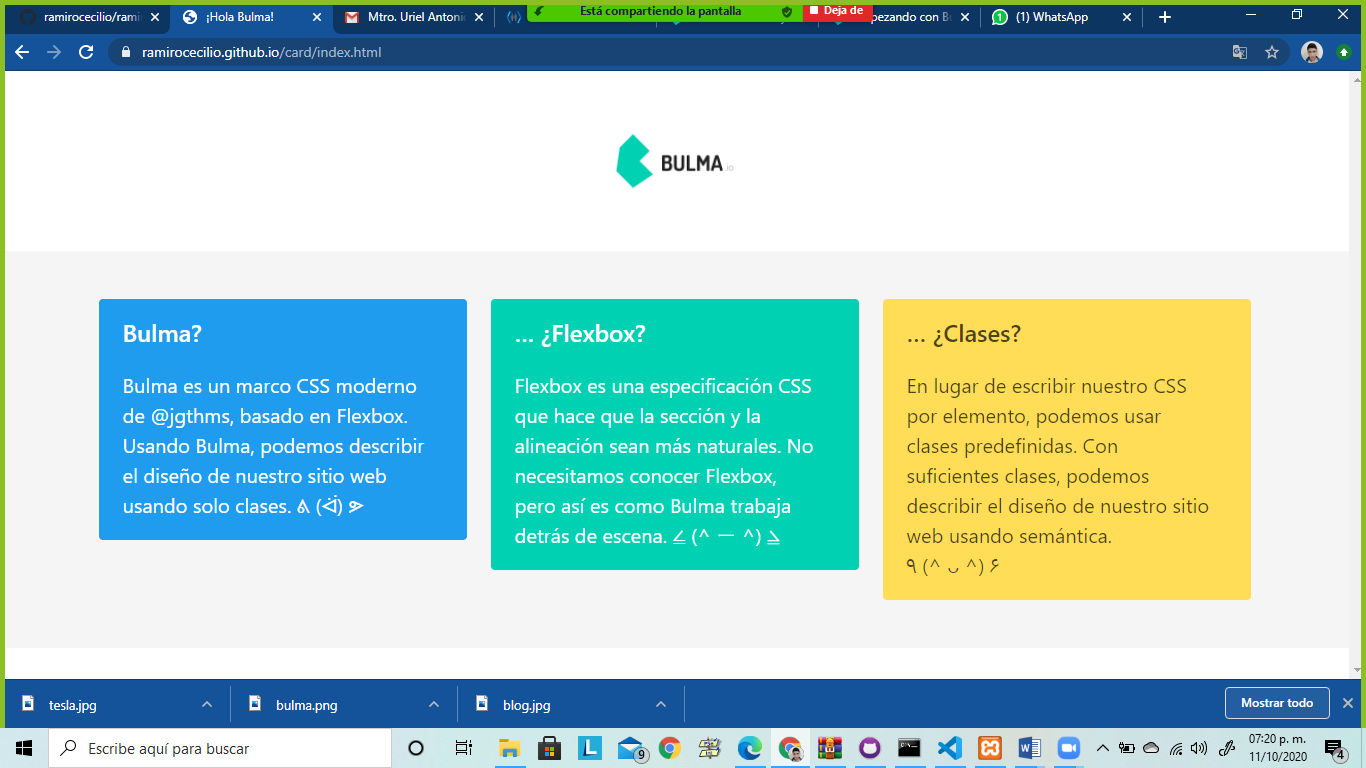 ramirocecilio/rami
¡Hola Bulma!
Mtro. Uriel Antoni
Está compartiendo la pantalla
Deja de
pezando con B
(1) WhatsApp
ramirocecilio.github.io/card/index.html
BULMA.io
Bulma?
Bulma es un marco CSS moderno
de @jgthms, basado en Flexbox.
Usando Bulma, podemos describir
el diseño de nuestro sitio web
usando solo clases.
... ¿Flexbox?
Flexbox es una especificación CSS
que hace que la sección y la
alineación sean más naturales. No
necesitamos conocer Flexbox,
pero así es como Bulma trabaja
detrás de escena. ∠ (^ ー ^) ⦣
... ¿Clases?
En lugar de escribir nuestro CSS
por elemento, podemos usar
clases predefinidas. Con
suficientes clases, podemos
describir el diseño de nuestro sitio
web usando semántica.
٩ (^ ᴗ ^) ۶
tesla.jpg
bulma.png
blog.jpg
Mostrar todo
Escribe aquí para buscar
9
07:20 p. m.
11/10/2020
4